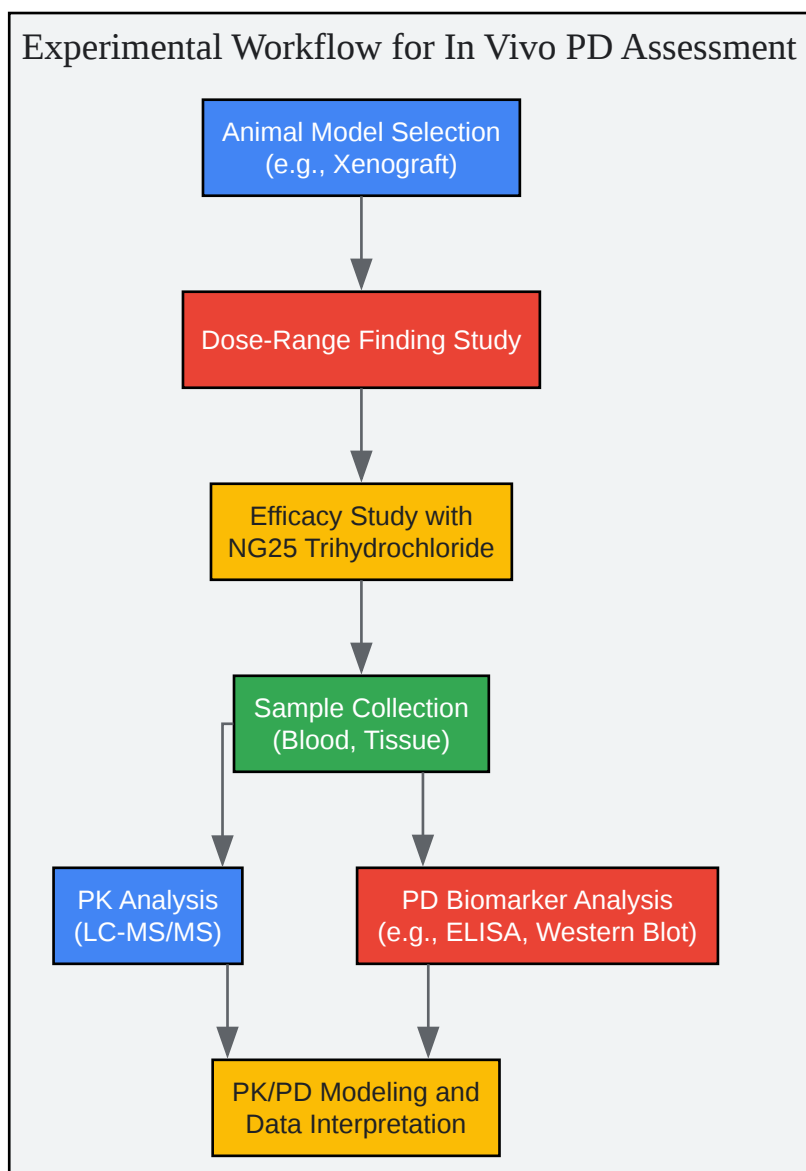 Experimental Workflow for In Vivo PD Assessment
Animal Model Selection
(e.g., Xenograft)
Dose-Range Finding Study
Efficacy Study with
NG25 Trihydrochloride
Sample Collection
(Blood, Tissue)
PK Analysis
(LC-MS/MS)
PD Biomarker Analysis
(e.g., ELISA, Western Blot)
PK/PD Modeling and
Data Interpretation